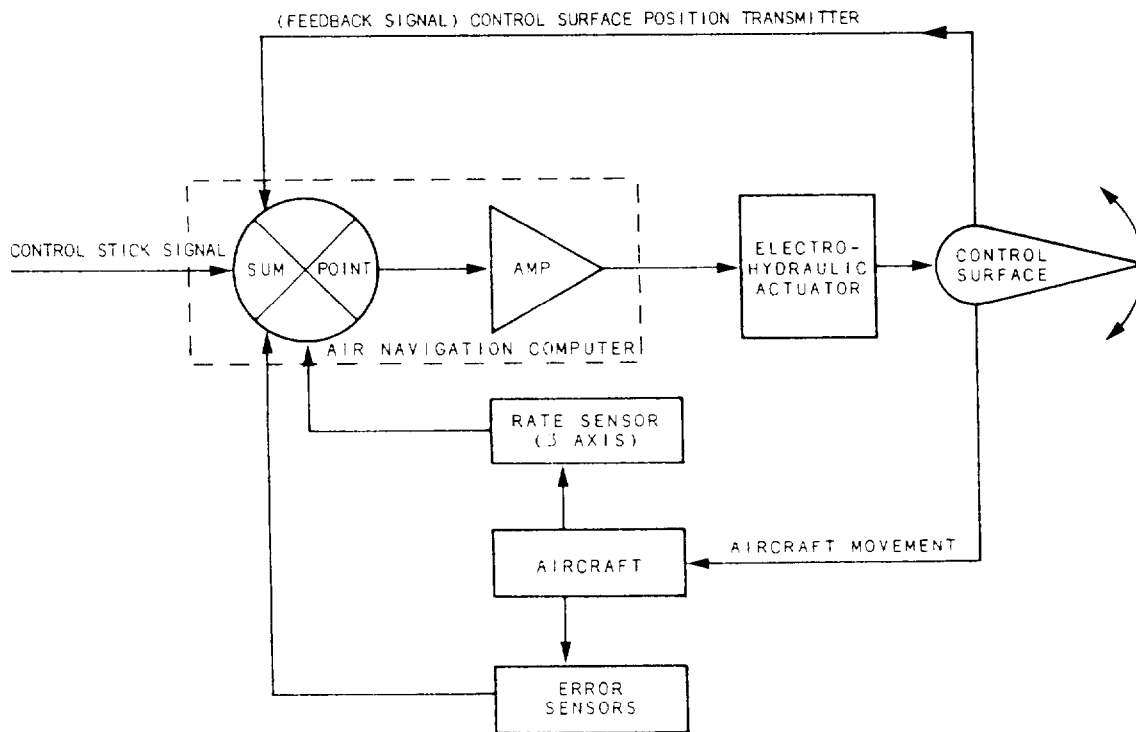 (FEEDBACK SIGNAL) CONTROL SURFACE POSITION TRANSMITTER
CONTROL STICK SIGNAL
SUM POINT
AMP
ELECTRO-
HYDRAULIC
ACTUATOR
CONTROL
SURFACE
AIR NAVIGATION COMPUTER
RATE SENSOR
(3 AXIS)
AIRCRAFT MOVEMENT
AIRCRAFT
ERROR
SENSORS